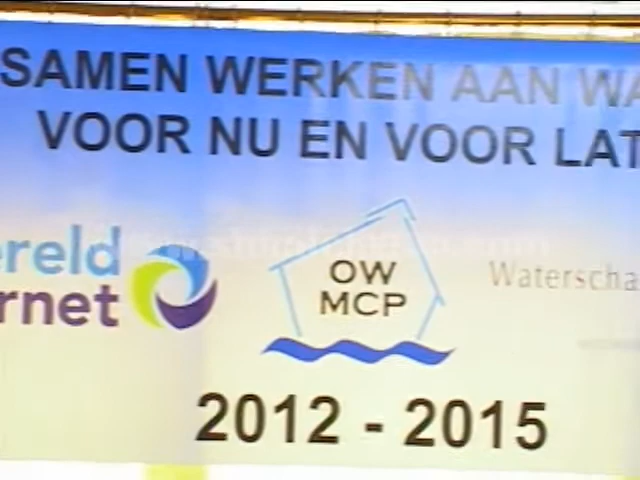 SAMEN WERKEN AAN WA
VOOR NU EN VOOR LAT
ereld
rnet
OW
MCP
Waterscha
2012 - 2015